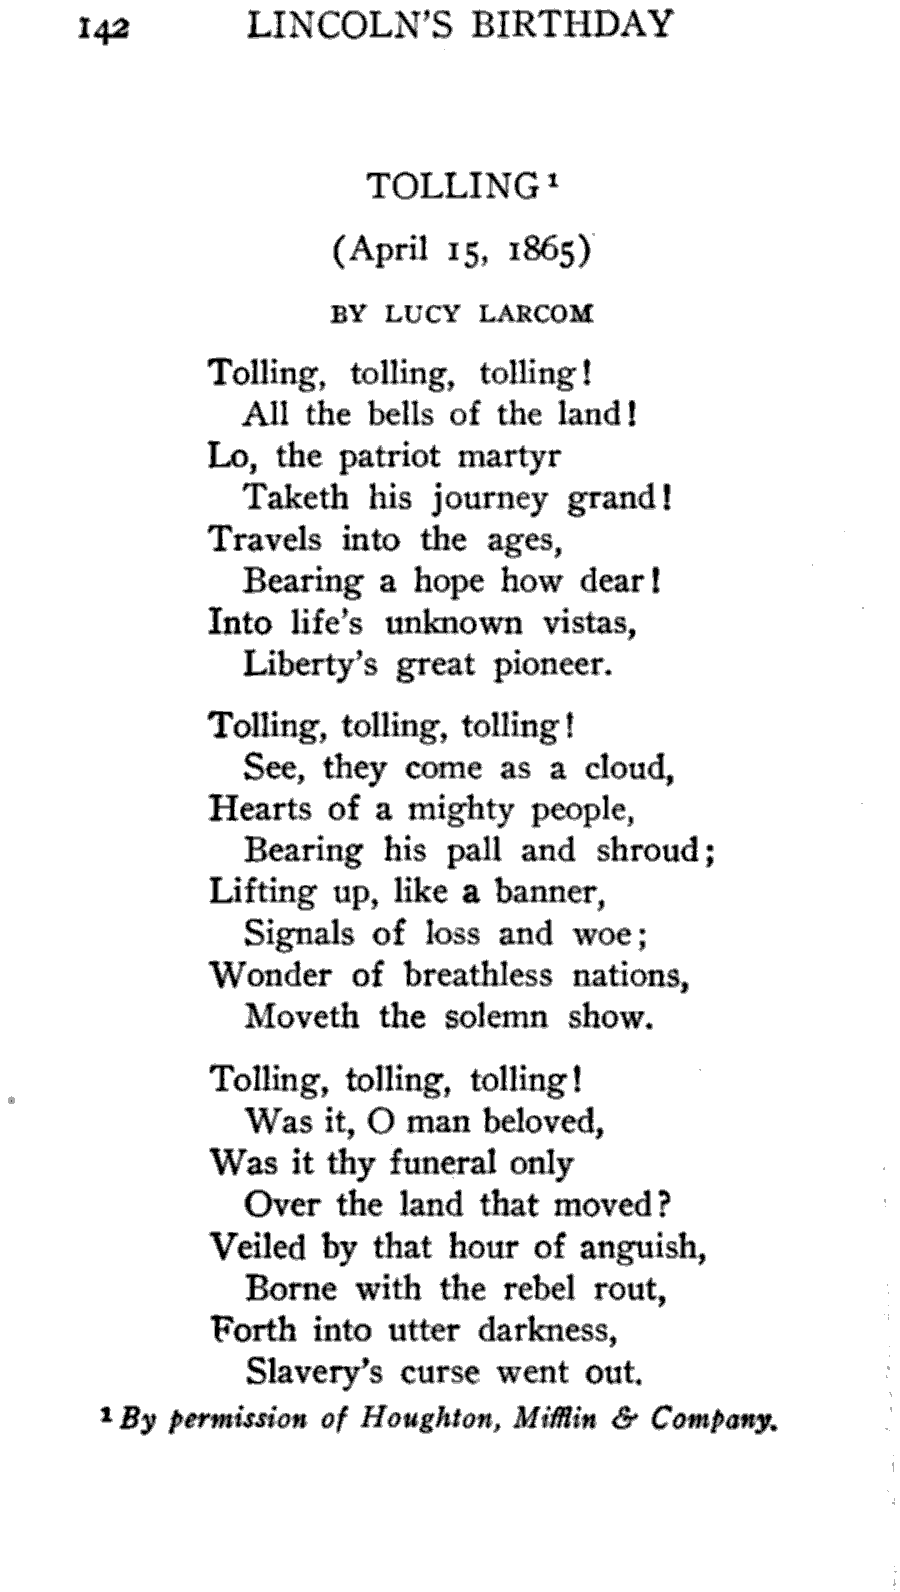 142 LINCOLN'S BIRTHDAY
TOLLING¹
(April 15, 1865)
BY LUCY LARCOM
Tolling, tolling, tolling!
All the bells of the land!
Lo, the patriot martyr
Taketh his journey grand!
Travels into the ages,
Bearing a hope how dear!
Into life's unknown vistas,
Liberty's great pioneer.
Tolling, tolling, tolling!
See, they come as a cloud,
Hearts of a mighty people,
Bearing his pall and shroud;
Lifting up, like a banner,
Signals of loss and woe;
Wonder of breathless nations,
Moveth the solemn show.
Tolling, tolling, tolling!
Was it, O man beloved,
Was it thy funeral only
Over the land that moved?
Veiled by that hour of anguish,
Borne with the rebel rout,
Forth into utter darkness,
Slavery's curse went out.
¹ By permission of Houghton, Mifflin & Company.